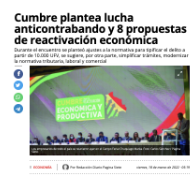 Cumbre plantea lucha
anticontrabando y 8 propuestas
de reactivación económica
Durante el encuentro se planteó ajustes a la normativa para tipificar el delito a
partir de 10.000 UFV, se sugiere, por otra parte, simplificar trámites, modernizar
la normativa tributaria, laboral y comercial
ECONÓMICA Y
PRODUCTIVA
ECONOMÍA
Por Redacción Diario Página Siete